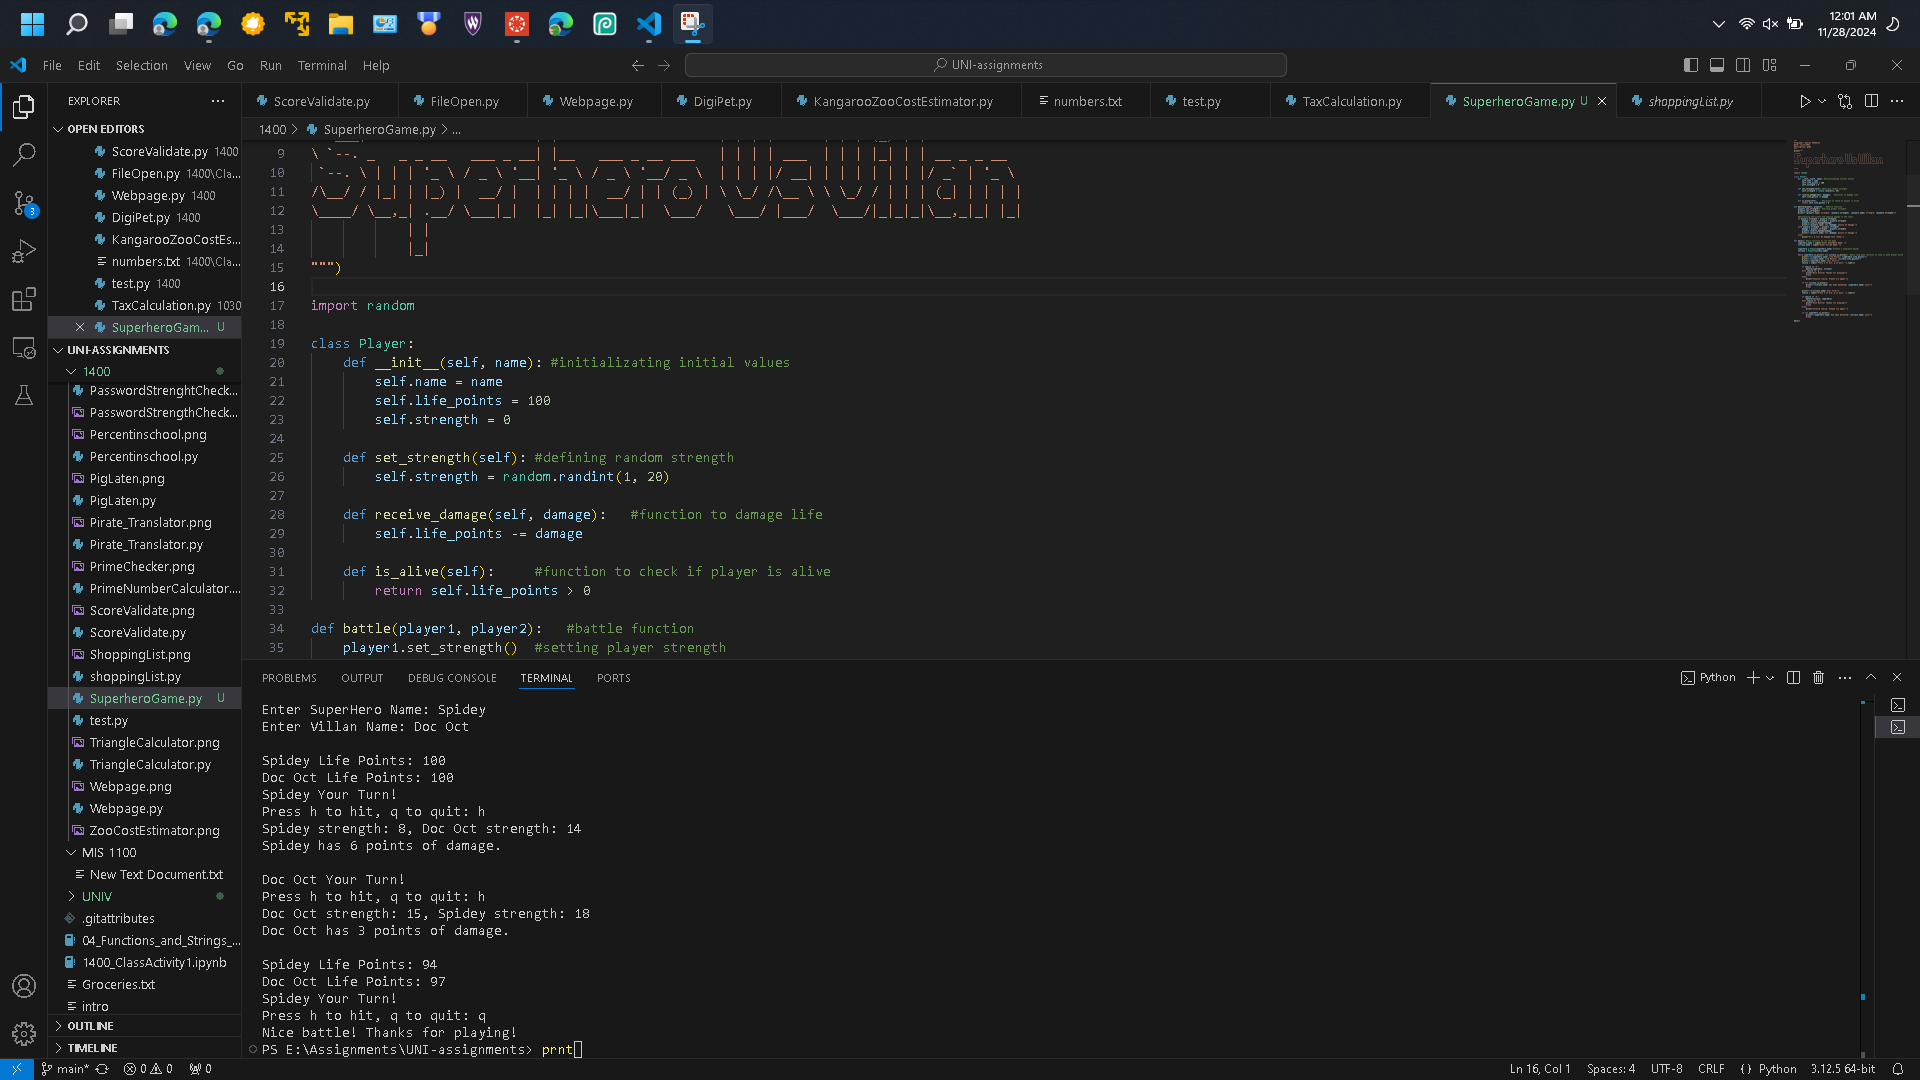 12:01 AM
11/28/2024
File Edit Selection View Go Run Terminal Help
UNI-assignments
EXPLORER
ScoreValidate.py
FileOpen.py
Webpage.py
DigiPet.py
KangarooZooCostEstimator.py
numbers.txt
test.py
TaxCalculation.py
SuperheroGame.py U
shoppingList.py
1400 > SuperheroGame.py > ...
OPEN EDITORS
ScoreValidate.py 1400
FileOpen.py 1400\Cla...
Webpage.py 1400
DigiPet.py 1400
KangarooZooCostEs...
numbers.txt 1400\Cla...
test.py 1400
TaxCalculation.py 1030
SuperheroGam... U
UNI-ASSIGNMENTS
1400
PasswordStrenghtCheck...
PasswordStrengthCheck...
Percentinschool.png
Percentinschool.py
PigLaten.png
PigLaten.py
Pirate_Translator.png
Pirate_Translator.py
PrimeChecker.png
PrimeNumberCalculator....
ScoreValidate.png
ScoreValidate.py
ShoppingList.png
shoppingList.py
SuperheroGame.py U
test.py
TriangleCalculator.png
TriangleCalculator.py
Webpage.png
Webpage.py
ZooCostEstimator.png
MIS 1100
New Text Document.txt
UNIV
.gitattributes
04_Functions_and_Strings_...
1400_ClassActivity1.ipynb
Groceries.txt
intro
OUTLINE
TIMELINE
9
10
11
12
13
14
15 """)
16
17 import random
18
19 class Player:
20 def __init__(self, name): #initializating initial values
21 self.name = name
22 self.life_points = 100
23 self.strength = 0
24
25 def set_strength(self): #defining random strength
26 self.strength = random.randint(1, 20)
27
28 def receive_damage(self, damage): #function to damage life
29 self.life_points -= damage
30
31 def is_alive(self): #function to check if player is alive
32 return self.life_points > 0
33
34 def battle(player1, player2): #battle function
35 player1.set_strength() #setting player strength
PROBLEMS OUTPUT DEBUG CONSOLE TERMINAL PORTS
Python
Enter SuperHero Name: Spidey
Enter Villan Name: Doc Oct
Spidey Life Points: 100
Doc Oct Life Points: 100
Spidey Your Turn!
Press h to hit, q to quit: h
Spidey strength: 8, Doc Oct strength: 14
Spidey has 6 points of damage.
Doc Oct Your Turn!
Press h to hit, q to quit: h
Doc Oct strength: 15, Spidey strength: 18
Doc Oct has 3 points of damage.
Spidey Life Points: 94
Doc Oct Life Points: 97
Spidey Your Turn!
Press h to hit, q to quit: q
Nice battle! Thanks for playing!
PS E:\Assignments\UNI-assignments> prnt
main* 0 0 0
Ln 16, Col 1 Spaces: 4 UTF-8 CRLF Python 3.12.5 64-bit
3